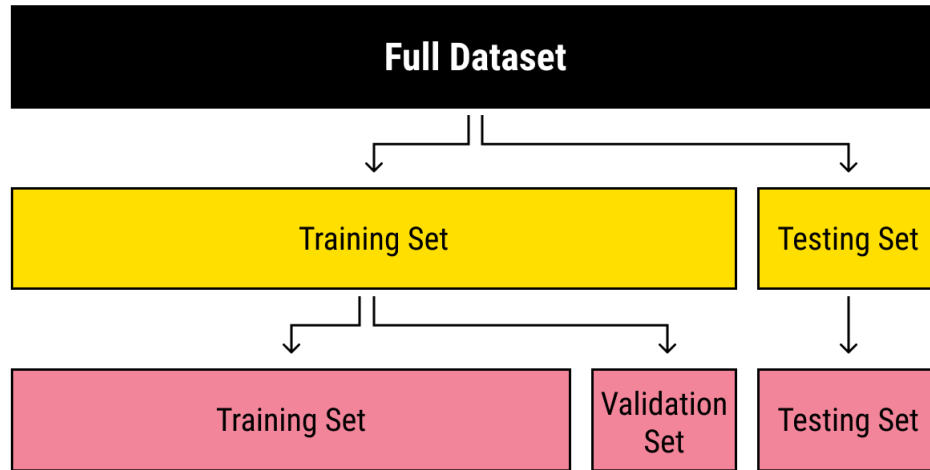 Full Dataset
Training Set
Testing Set
Training Set
Validation
Set
Testing Set